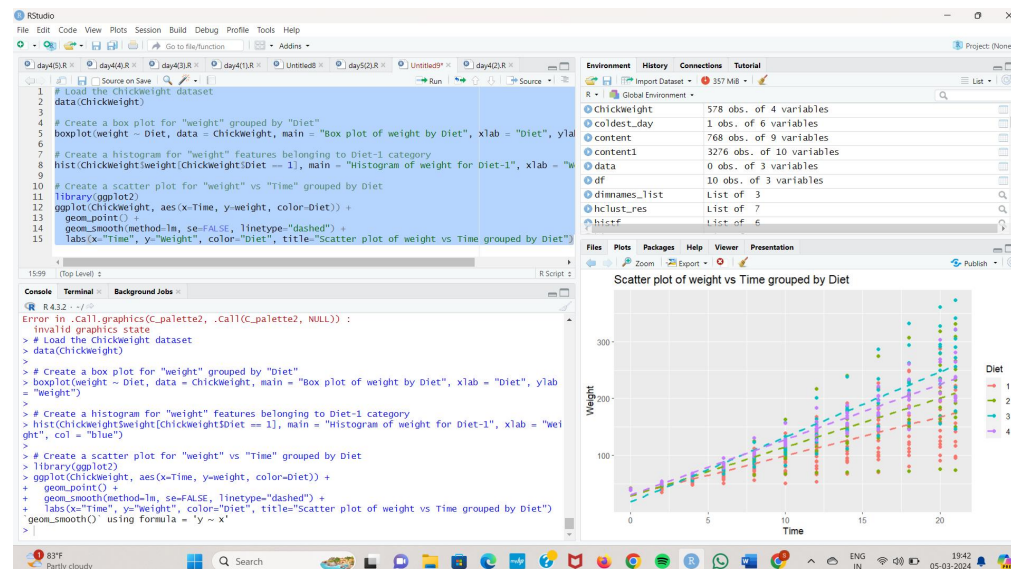 RStudio
File Edit Code View Plots Session Build Debug Profile Tools Help
Go to file/function Addins Project: (None
day4(5).R × day4(4).R × day4(3).R × day4(1).R × Untitled8 × day5(2).R × Untitled9* × day4(2).R ×
Source on Save Run Source
1 # Load the ChickWeight dataset
2 data(ChickWeight)
3
4 # Create a box plot for "weight" grouped by "Diet"
5 boxplot(weight ~ Diet, data = ChickWeight, main = "Box plot of weight by Diet", xlab = "Diet", ylal
6
7 # Create a histogram for "weight" features belonging to Diet-1 category
8 hist(ChickWeight$weight[ChickWeight$Diet == 1], main = "Histogram of weight for Diet-1", xlab = "W
9
10 # Create a scatter plot for "weight" vs "Time" grouped by Diet
11 library(ggplot2)
12 ggplot(ChickWeight, aes(x=Time, y=weight, color=Diet)) +
13 geom_point() +
14 geom_smooth(method=lm, se=FALSE, linetype="dashed") +
15 labs(x="Time", y="Weight", color="Diet", title="Scatter plot of weight vs Time grouped by Diet")
15:99 (Top Level) R Script
Console Terminal × Background Jobs ×
R 4.3.2 · ~/
Error in .Call.graphics(C_palette2, .Call(C_palette2, NULL)) :
invalid graphics state
> # Load the ChickWeight dataset
> data(ChickWeight)
>
> # Create a box plot for "weight" grouped by "Diet"
> boxplot(weight ~ Diet, data = ChickWeight, main = "Box plot of weight by Diet", xlab = "Diet", ylab
= "Weight")
>
> # Create a histogram for "weight" features belonging to Diet-1 category
> hist(ChickWeight$weight[ChickWeight$Diet == 1], main = "Histogram of weight for Diet-1", xlab = "Wei
ght", col = "blue")
>
> # Create a scatter plot for "weight" vs "Time" grouped by Diet
> library(ggplot2)
> ggplot(ChickWeight, aes(x=Time, y=weight, color=Diet)) +
+ geom_point() +
+ geom_smooth(method=lm, se=FALSE, linetype="dashed") +
+ labs(x="Time", y="Weight", color="Diet", title="Scatter plot of weight vs Time grouped by Diet")
`geom_smooth()` using formula = 'y ~ x'
>
Environment History Connections Tutorial
Import Dataset 357 MiB List
R Global Environment
ChickWeight 578 obs. of 4 variables
coldest_day 1 obs. of 6 variables
content 768 obs. of 9 variables
content1 3276 obs. of 10 variables
data 0 obs. of 3 variables
df 10 obs. of 3 variables
dimnames_list List of 3
hclust_res List of 7
histf List of 6
Files Plots Packages Help Viewer Presentation
Zoom Export Publish
Scatter plot of weight vs Time grouped by Diet
300
200
100
Weight
0 5 10 15 20
Time
Diet
1
2
3
4
83°F
Partly cloudy
Search
ENG
IN
19:42
05-03-2024